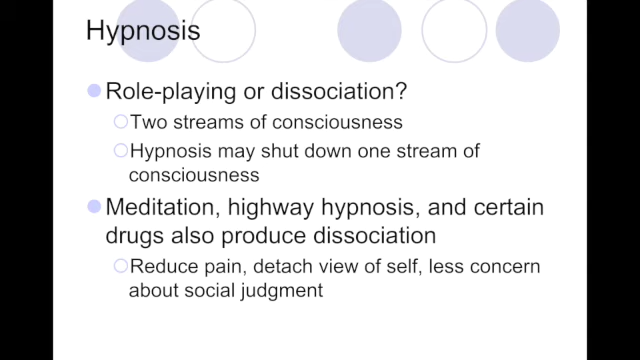 Hypnosis
Role-playing or dissociation?
Two streams of consciousness
Hypnosis may shut down one stream of
consciousness
Meditation, highway hypnosis, and certain
drugs also produce dissociation
Reduce pain, detach view of self, less concern
about social judgment